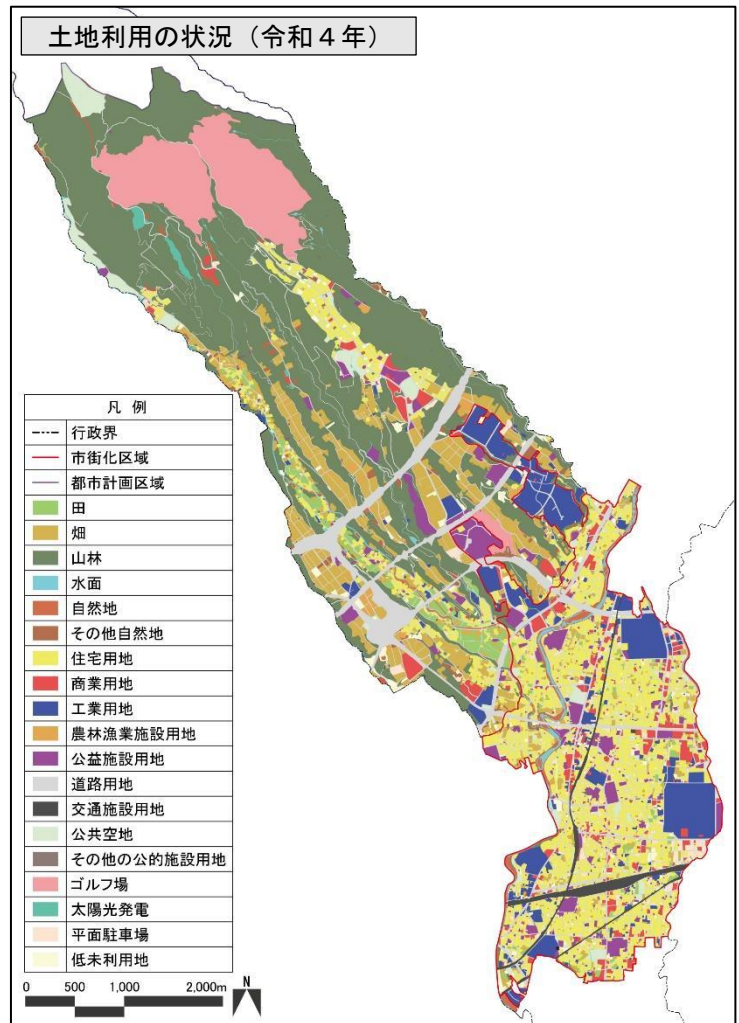 土地利用の状況（令和４年）
凡 例
行政界
市街化区域
都市計画区域
田
畑
山林
水面
自然地
その他自然地
住宅用地
商業用地
工業用地
農林漁業施設用地
公益施設用地
道路用地
交通施設用地
公共空地
その他の公的施設用地
ゴルフ場
太陽光発電
平面駐車場
低未利用地
0 500 1,000 2,000m
N